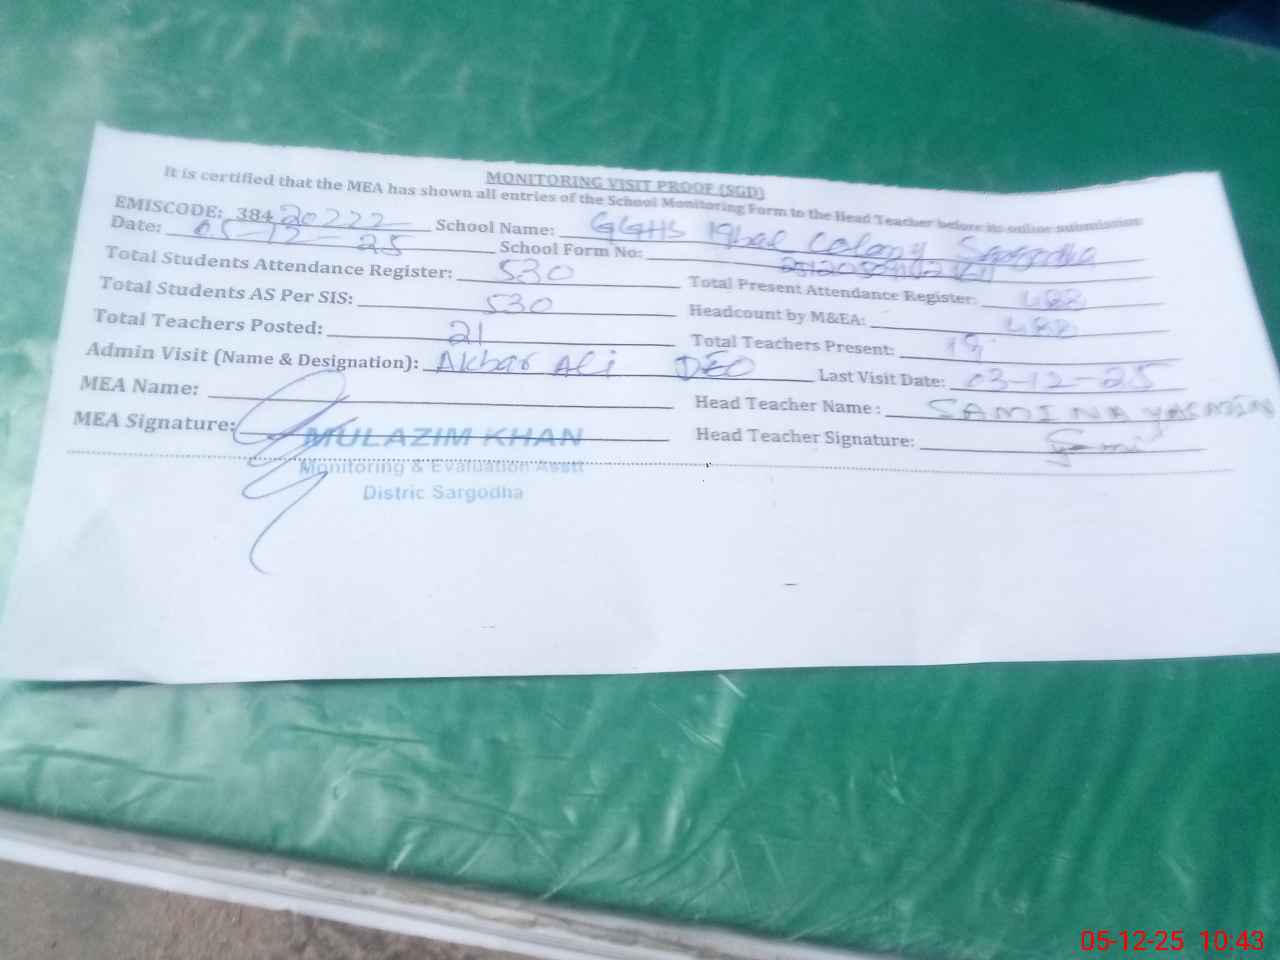 MONITORING VISIT PROOF (SGD)
It is certified that the MEA has shown all entries of the School Monitoring Form to the Head Teacher before its online submission
EMISCODE: 38420222 School Name: GGHS Iqbal Colony Sargodha
Date: 05-12-25 School Form No:
Total Students Attendance Register: 530 Total Present Attendance Register: 488
Total Students AS Per SIS: 530 Headcount by M&EA: 488
Total Teachers Posted: 21 Total Teachers Present:
Admin Visit (Name & Designation): Akbar Ali DEO Last Visit Date: 03-12-25
MEA Name: Head Teacher Name : SAMINA YASMIN
MEA Signature: Head Teacher Signature:
MULAZIM KHAN
Monitoring & Evaluation Asstt
Distric Sargodha
05-12-25 10:43